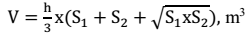 V = h/3 x(S₁ + S₂ + √S₁xS₂), m³